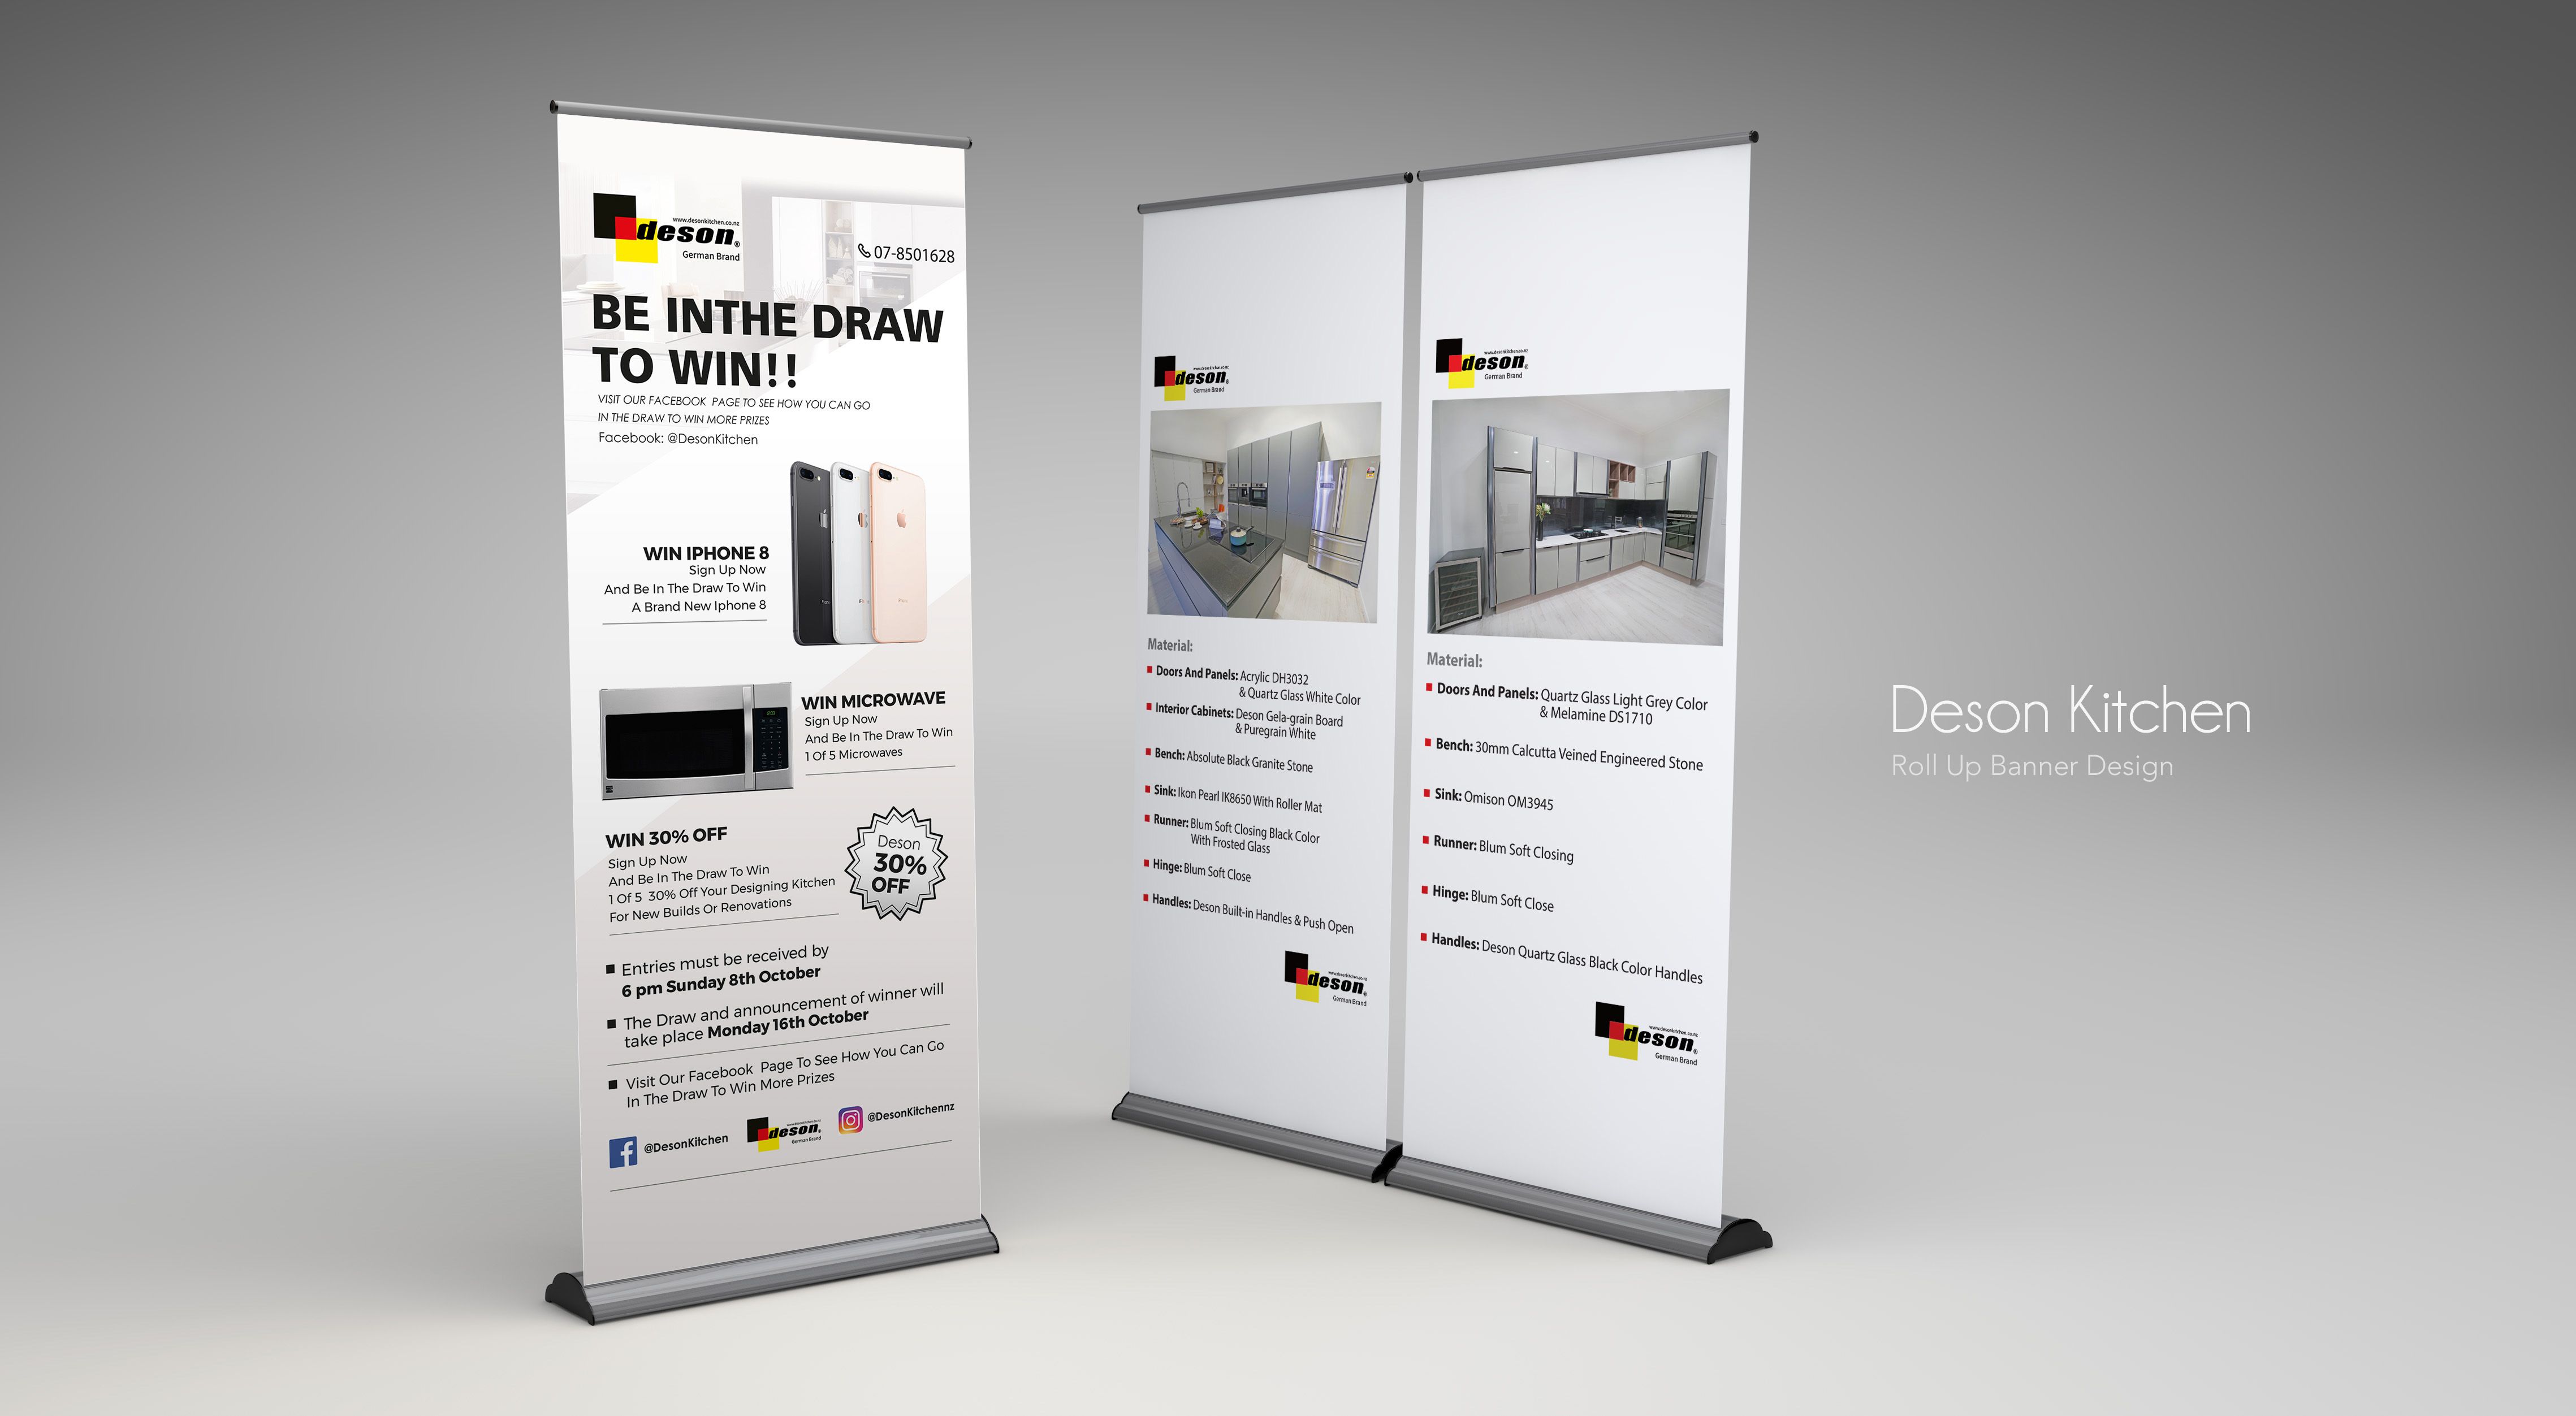 www.desonkitchen.co.nz
deson®
German Brand
07-8501628
BE INTHE DRAW
TO WIN!!
VISIT OUR FACEBOOK PAGE TO SEE HOW YOU CAN GO
IN THE DRAW TO WIN MORE PRIZES
Facebook: @DesonKitchen
WIN IPHONE 8
Sign Up Now
And Be In The Draw To Win
A Brand New Iphone 8
WIN MICROWAVE
Sign Up Now
And Be In The Draw To Win
1 Of 5 Microwaves
WIN 30% OFF
Sign Up Now
And Be In The Draw To Win
1 Of 5 30% Off Your Designing Kitchen
For New Builds Or Renovations
Deson
30%
OFF
Entries must be received by
6 pm Sunday 8th October
The Draw and announcement of winner will
take place Monday 16th October
Visit Our Facebook Page To See How You Can Go
In The Draw To Win More Prizes
@DesonKitchen
www.desonkitchen.co.nz
deson®
German Brand
@DesonKitchennz
www.desonkitchen.co.nz
deson®
German Brand
Material:
Doors And Panels: Acrylic DH3032
& Quartz Glass White Color
Interior Cabinets: Deson Gela-grain Board
& Puregrain White
Bench: Absolute Black Granite Stone
Sink: Ikon Pearl IK8650 With Roller Mat
Runner: Blum Soft Closing Black Color
With Frosted Glass
Hinge: Blum Soft Close
Handles: Deson Built-in Handles & Push Open
www.desonkitchen.co.nz
deson®
German Brand
www.desonkitchen.co.nz
deson®
German Brand
Material:
Doors And Panels: Quartz Glass Light Grey Color
& Melamine DS1710
Bench: 30mm Calcutta Veined Engineered Stone
Sink: Omison OM3945
Runner: Blum Soft Closing
Hinge: Blum Soft Close
Handles: Deson Quartz Glass Black Color Handles
www.desonkitchen.co.nz
deson®
German Brand
Deson Kitchen
Roll Up Banner Design